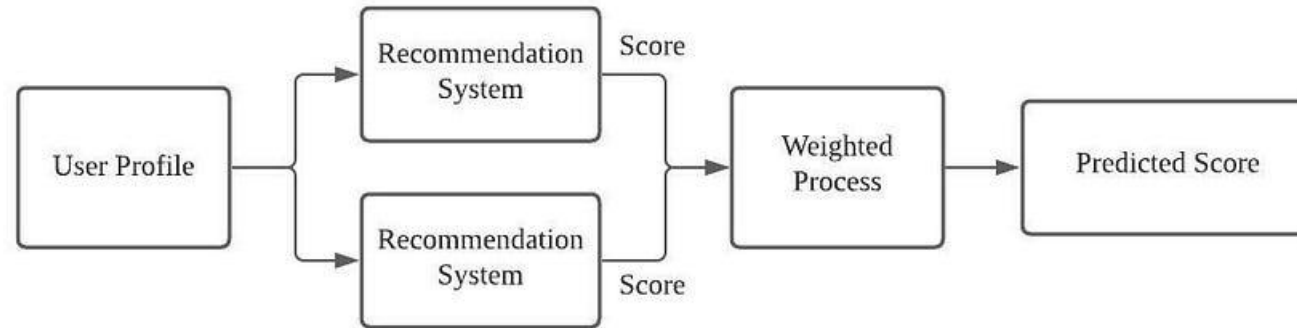 User Profile
Recommendation
System
Score
Recommendation
System
Score
Weighted
Process
Predicted Score